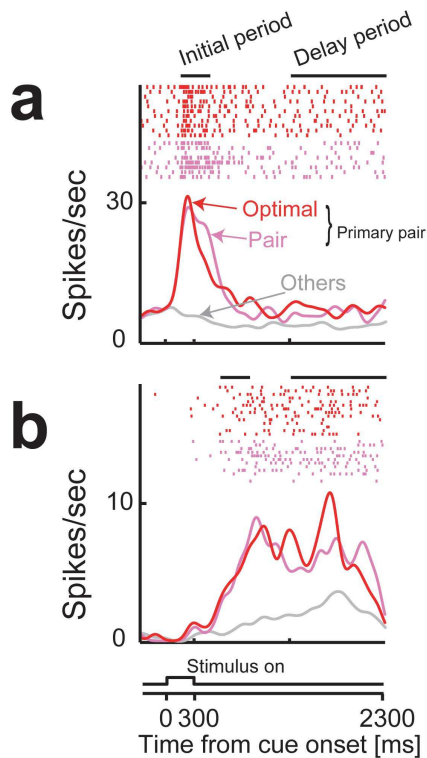 Initial period
Delay period
a
30
Optimal
Pair
Primary pair
Others
Spikes/sec
0
b
10
Spikes/sec
0
Stimulus on
0 300 2300
Time from cue onset [ms]